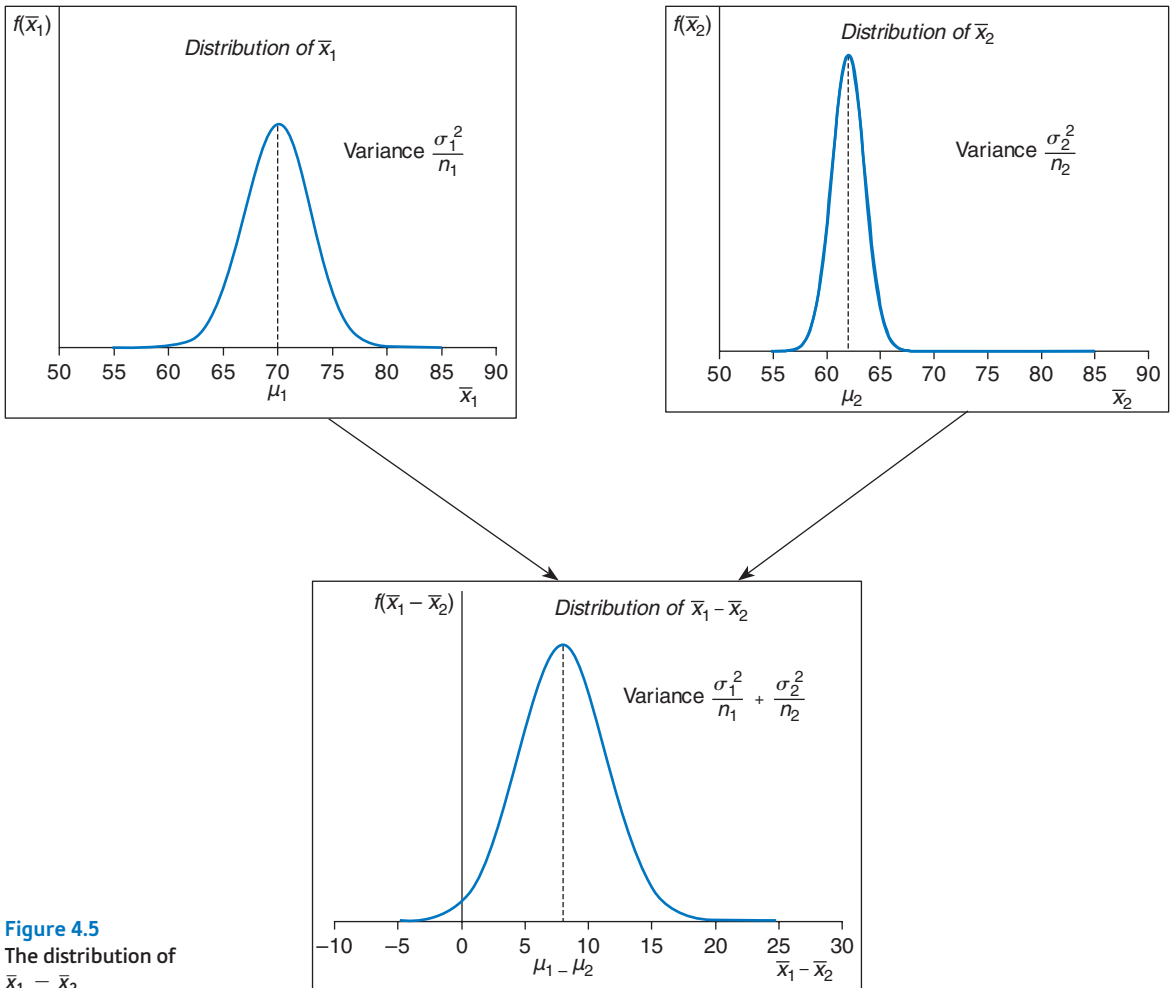 f(x̄₁)
Distribution of x̄₁
Variance σ₁²/n₁
50 55 60 65 70 75 80 85 90
μ₁ x̄₁
f(x̄₂)
Distribution of x̄₂
Variance σ₂²/n₂
50 55 60 65 70 75 80 85 90
μ₂ x̄₂
f(x̄₁ – x̄₂)
Distribution of x̄₁ – x̄₂
Variance σ₁²/n₁ + σ₂²/n₂
–10 –5 0 5 10 15 20 25 30
μ₁ – μ₂ x̄₁ – x̄₂
Figure 4.5
The distribution of
x̄₁ − x̄₂